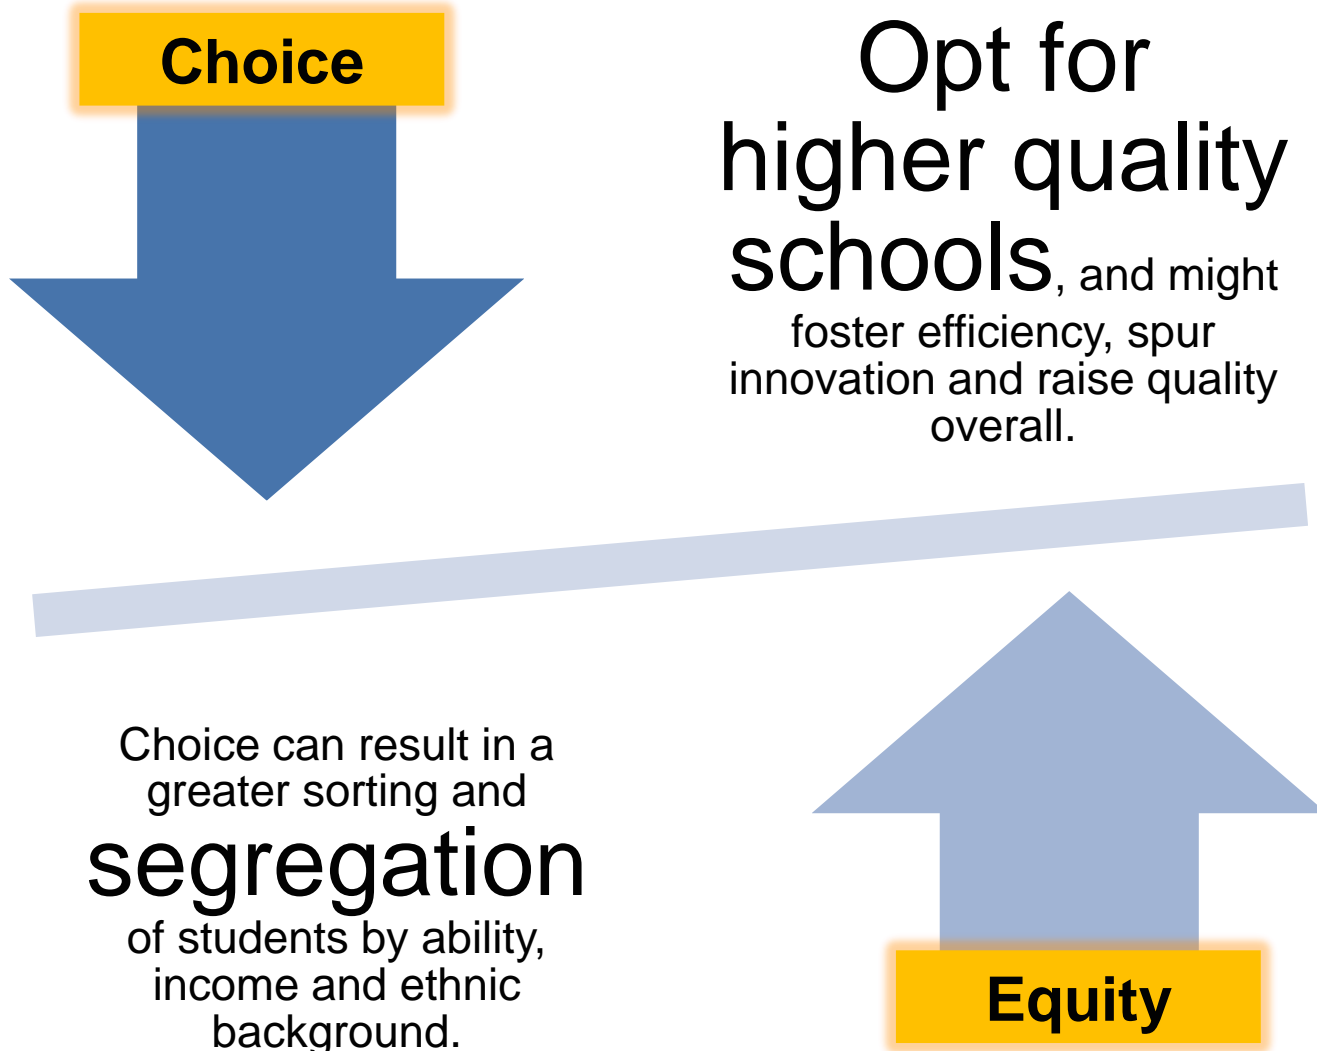 Choice
Opt for
higher quality
schools, and might
foster efficiency, spur
innovation and raise quality
overall.
Choice can result in a
greater sorting and
segregation
of students by ability,
income and ethnic
background.
Equity